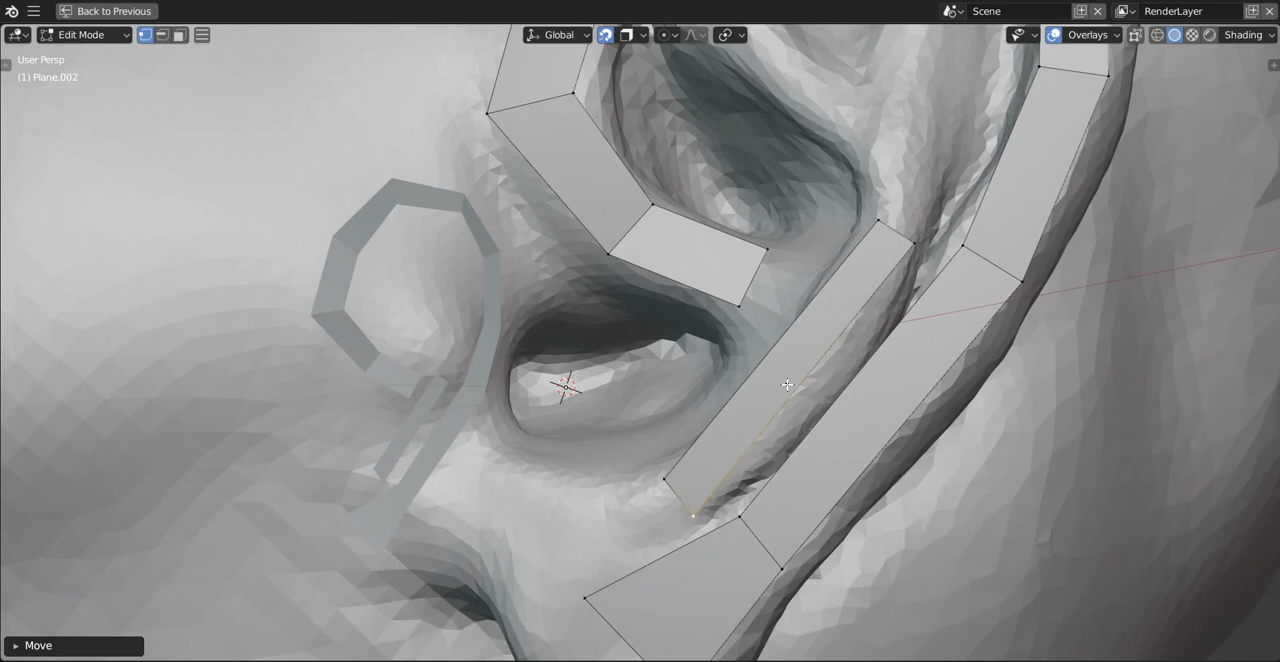 Back to Previous
Scene
RenderLayer
Edit Mode
Global
Overlays
Shading
User Persp
(1) Plane.002
Move